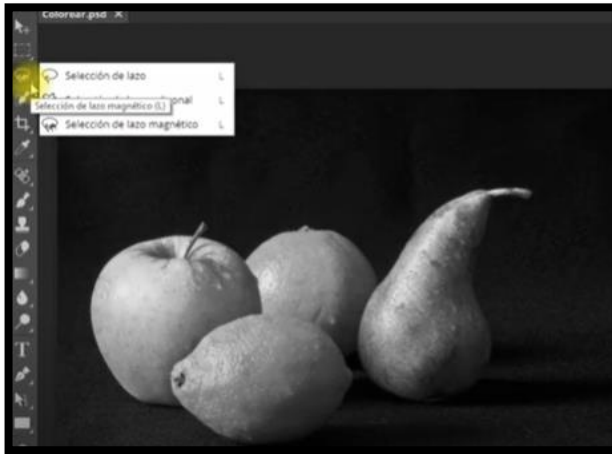 Colorear.psd ×
Selección de lazo L
onal L
Selección de lazo magnético (L)
Selección de lazo magnético L
T